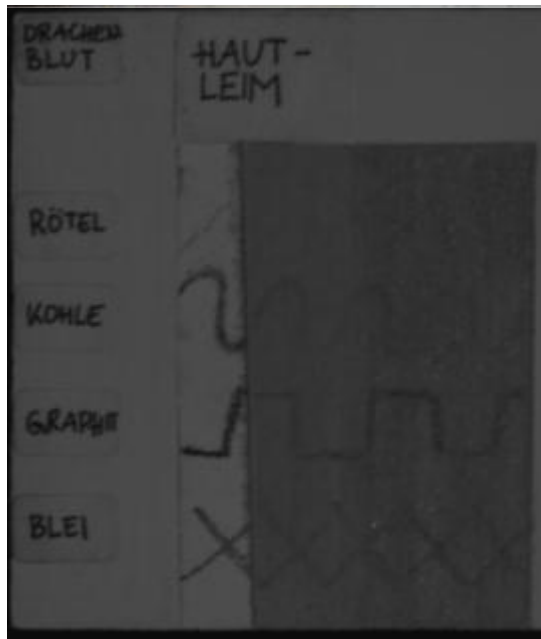 DRACHEN
BLUT
HAUT-
LEIM
RÖTEL
KOHLE
GRAPHIT
BLEI